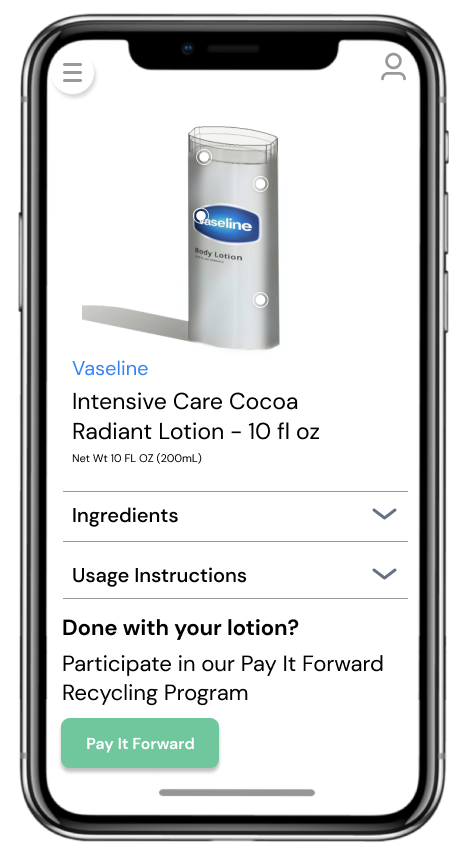 Vaseline
Body Lotion
Vaseline
Intensive Care Cocoa
Radiant Lotion - 10 fl oz
Net Wt 10 FL OZ (200mL)
Ingredients
Usage Instructions
Done with your lotion?
Participate in our Pay It Forward
Recycling Program
Pay It Forward